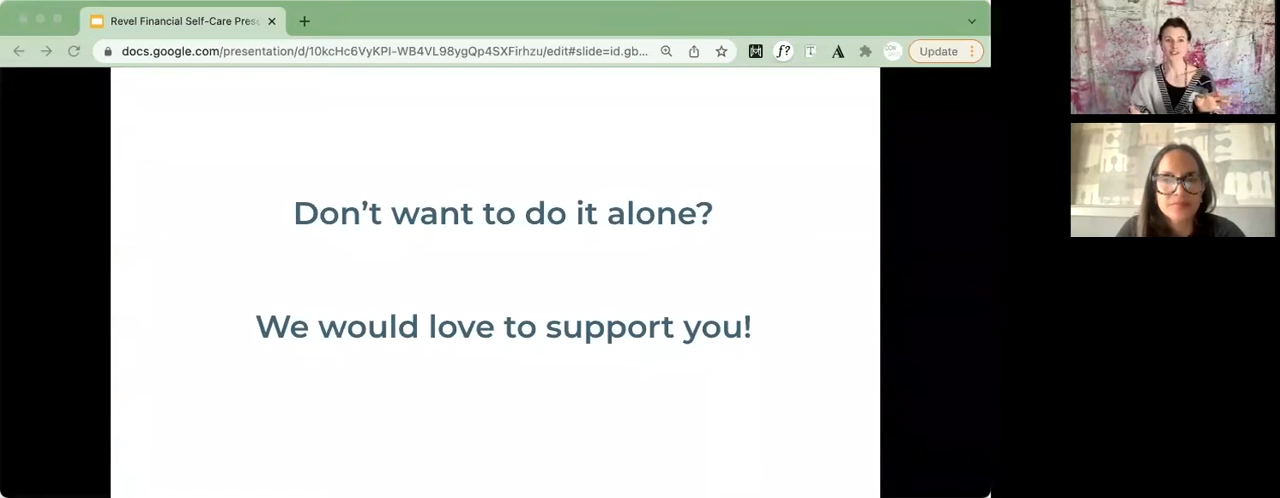 Revel Financial Self-Care Pres
docs.google.com/presentation/d/10kcHc6VyKPI-WB4VL98ygQp4SXFirhzu/edit#slide=id.gb...
f?
T
A
Update
Don't want to do it alone?
We would love to support you!